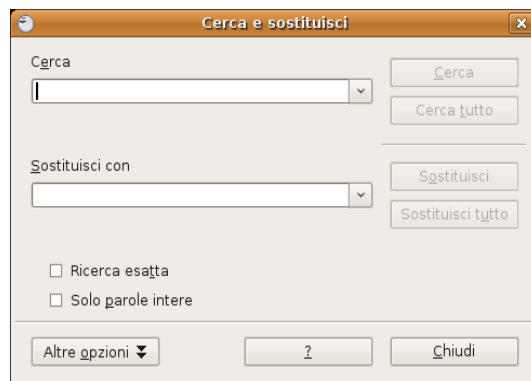 Cerca e sostituisci
Cerca
Cerca
Cerca tutto
Sostituisci con
Sostituisci
Sostituisci tutto
Ricerca esatta
Solo parole intere
Altre opzioni
?
Chiudi